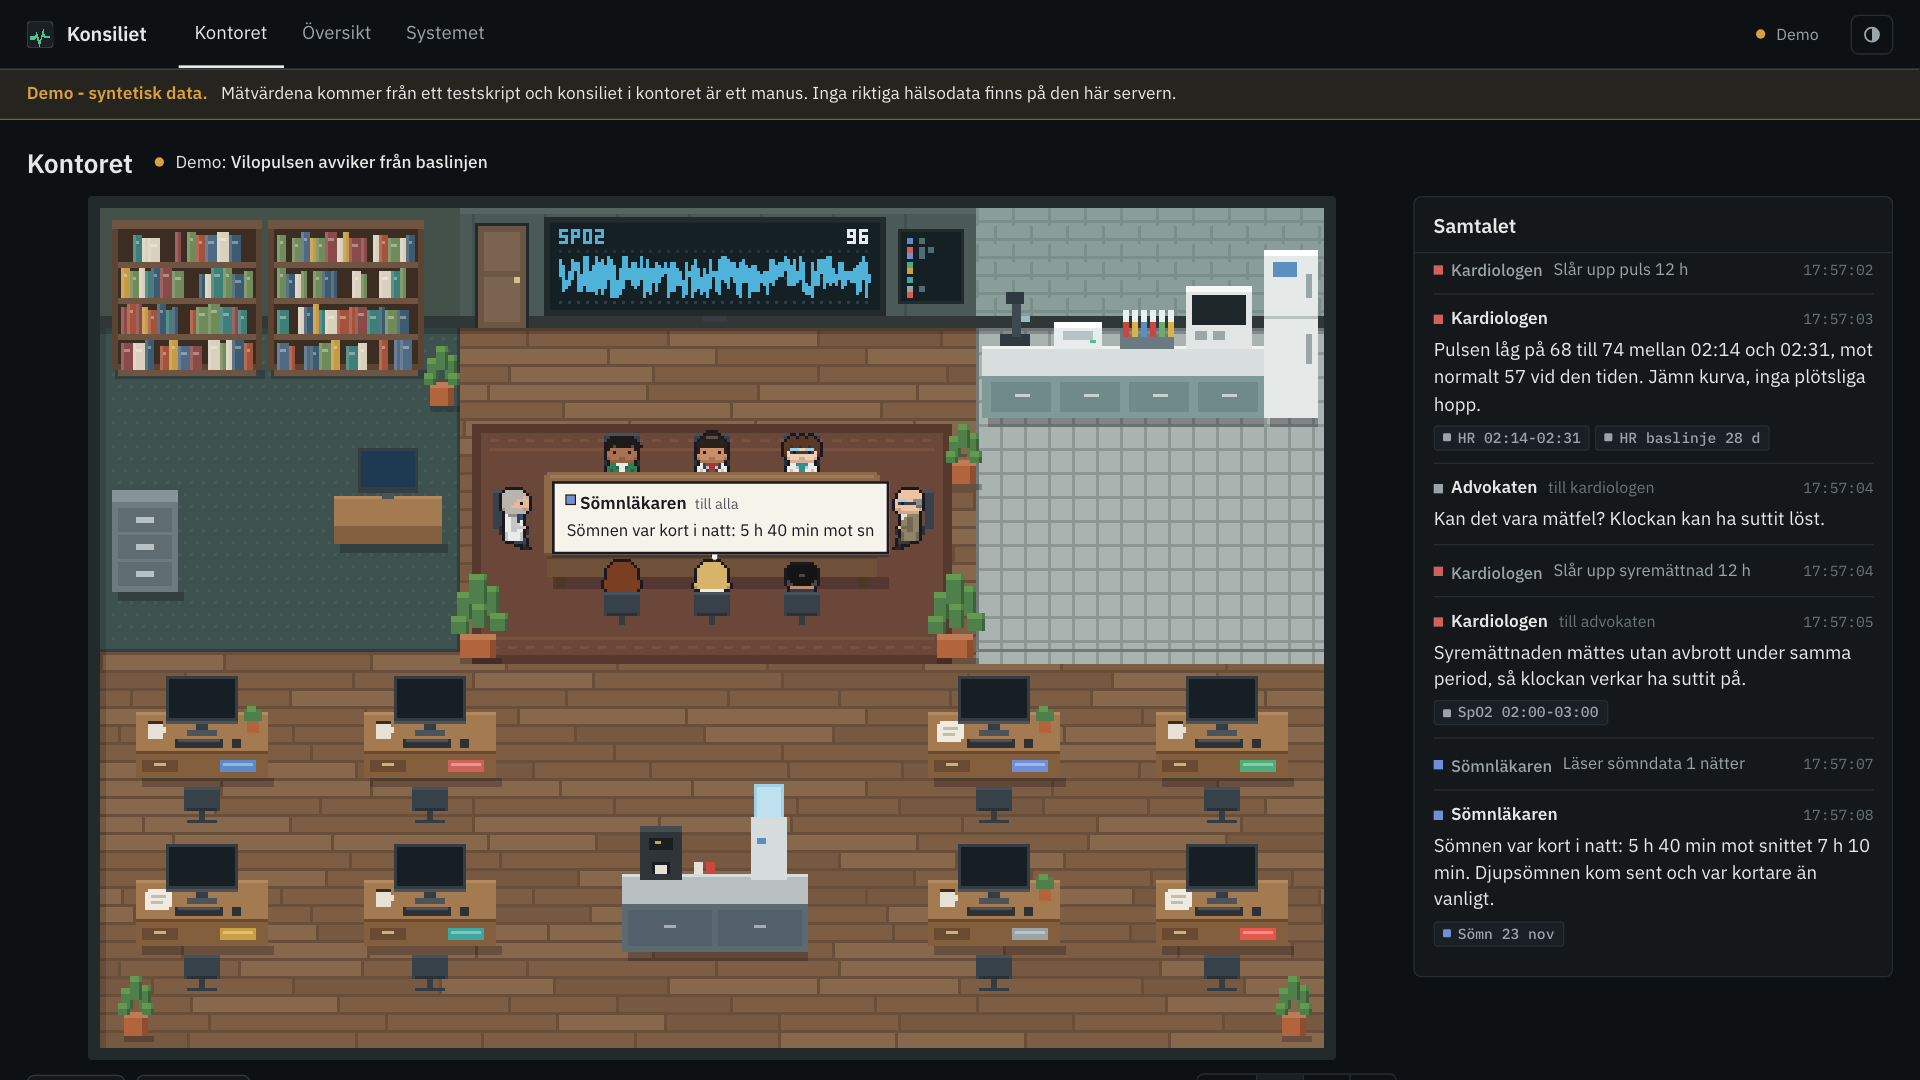 Konsiliet
Kontoret
Översikt
Systemet
Demo
Demo - syntetisk data. Mätvärdena kommer från ett testskript och konsiliet i kontoret är ett manus. Inga riktiga hälsodata finns på den här servern.
Kontoret
Demo: Vilopulsen avviker från baslinjen
SPO2 96
Sömnläkaren till alla
Sömnen var kort i natt: 5 h 40 min mot sn
Samtalet
Kardiologen Slår upp puls 12 h 17:57:02
Kardiologen 17:57:03
Pulsen låg på 68 till 74 mellan 02:14 och 02:31, mot
normalt 57 vid den tiden. Jämn kurva, inga plötsliga
hopp.
HR 02:14-02:31 HR baslinje 28 d
Advokaten till kardiologen 17:57:04
Kan det vara mätfel? Klockan kan ha suttit löst.
Kardiologen Slår upp syremättnad 12 h 17:57:04
Kardiologen till advokaten 17:57:05
Syremättnaden mättes utan avbrott under samma
period, så klockan verkar ha suttit på.
SpO2 02:00-03:00
Sömnläkaren Läser sömndata 1 nätter 17:57:07
Sömnläkaren 17:57:08
Sömnen var kort i natt: 5 h 40 min mot snittet 7 h 10
min. Djupsömnen kom sent och var kortare än
vanligt.
Sömn 23 nov